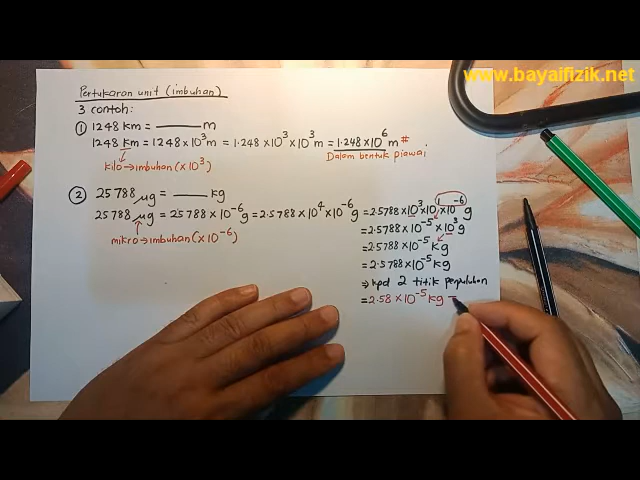 www.bayaifizik.net
Pertukaran unit (imbuhan)
3 contoh:
① 1248 km = ____ m
1248 km = 1248 × 10³ m = 1.248 × 10³ × 10³ m = 1.248 × 10⁶ m #
kilo → imbuhan (× 10³)
Dalam bentuk piawai
② 25788 μg = ____ kg
25788 μg = 25788 × 10⁻⁶ g = 2.5788 × 10⁴ × 10⁻⁶ g = 2.5788 × 10³ × 10¹ × 10⁻⁶ g
mikro → imbuhan (× 10⁻⁶)
= 2.5788 × 10⁻⁵ × 10³ g
= 2.5788 × 10⁻⁵ kg
= 2.5788 × 10⁻⁵ kg
⇒ kpd 2 titik perpuluhan
= 2.58 × 10⁻⁵ kg